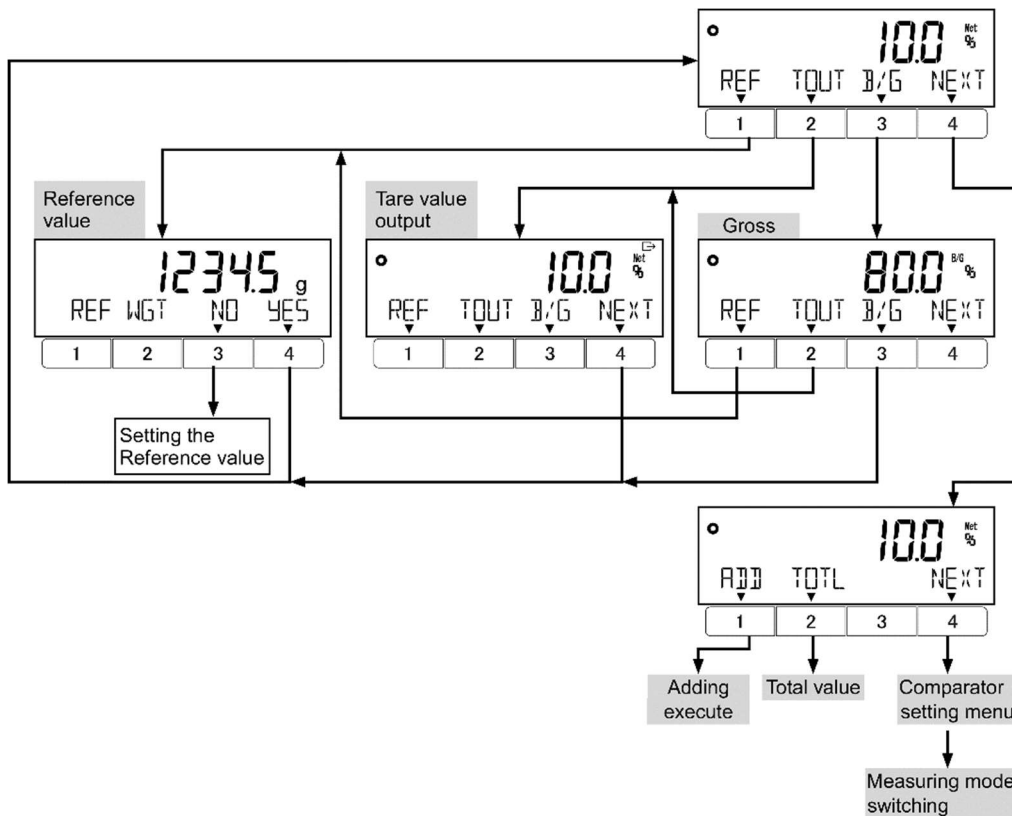 10.0 Net %
REF TOUT B/G NEXT
1 2 3 4
Reference
value
1234.5 g
REF WGT NO YES
1 2 3 4
Setting the
Reference value
Tare value
output
10.0 Net %
REF TOUT B/G NEXT
1 2 3 4
Gross
80.0 B/G %
REF TOUT B/G NEXT
1 2 3 4
10.0 Net %
ADD TOTL NEXT
1 2 3 4
Adding
execute
Total value
Comparator
setting menu
Measuring mode
switching